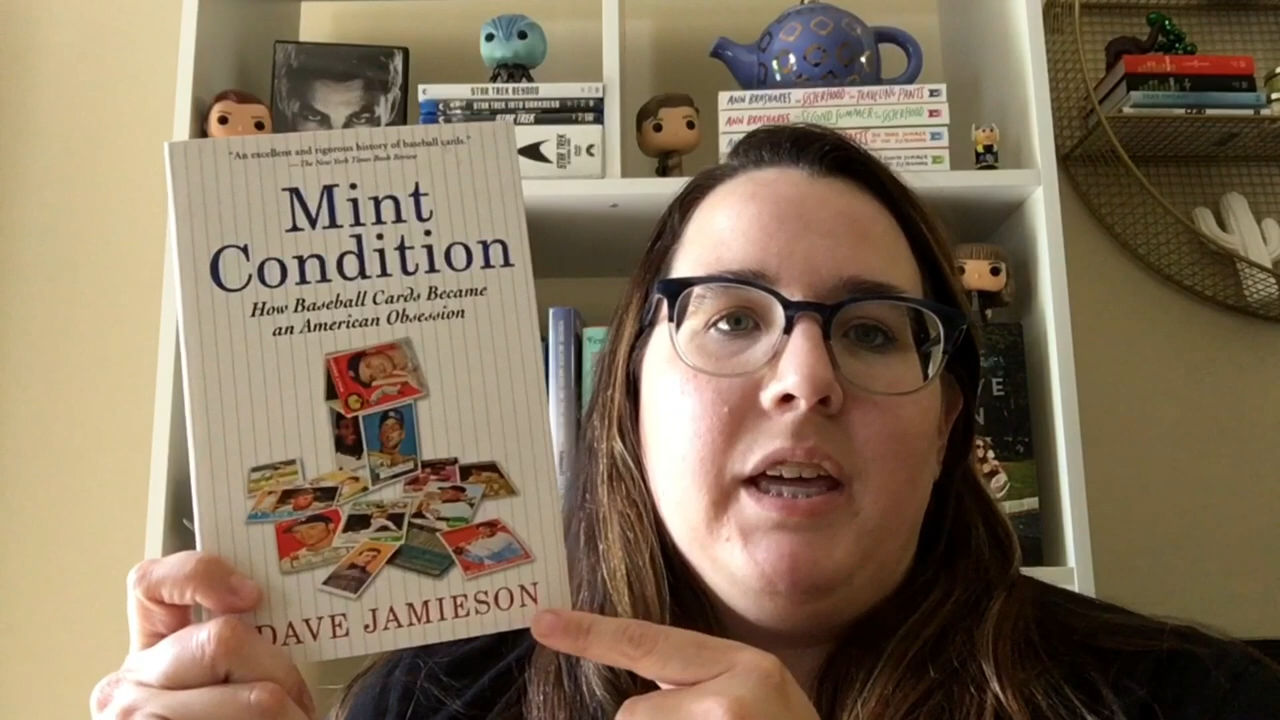 "An excellent and rigorous history of baseball cards."
—The New York Times Book Review
Mint
Condition
How Baseball Cards Became
an American Obsession
DAVE JAMIESON
STAR TREK BEYOND
STAR TREK INTO DARKNESS
STAR TREK
DVD
ANN BRASHARES the SISTERHOOD of the TRAVELING PANTS
ANN BRASHARES the SECOND SUMMER of the SISTERHOOD